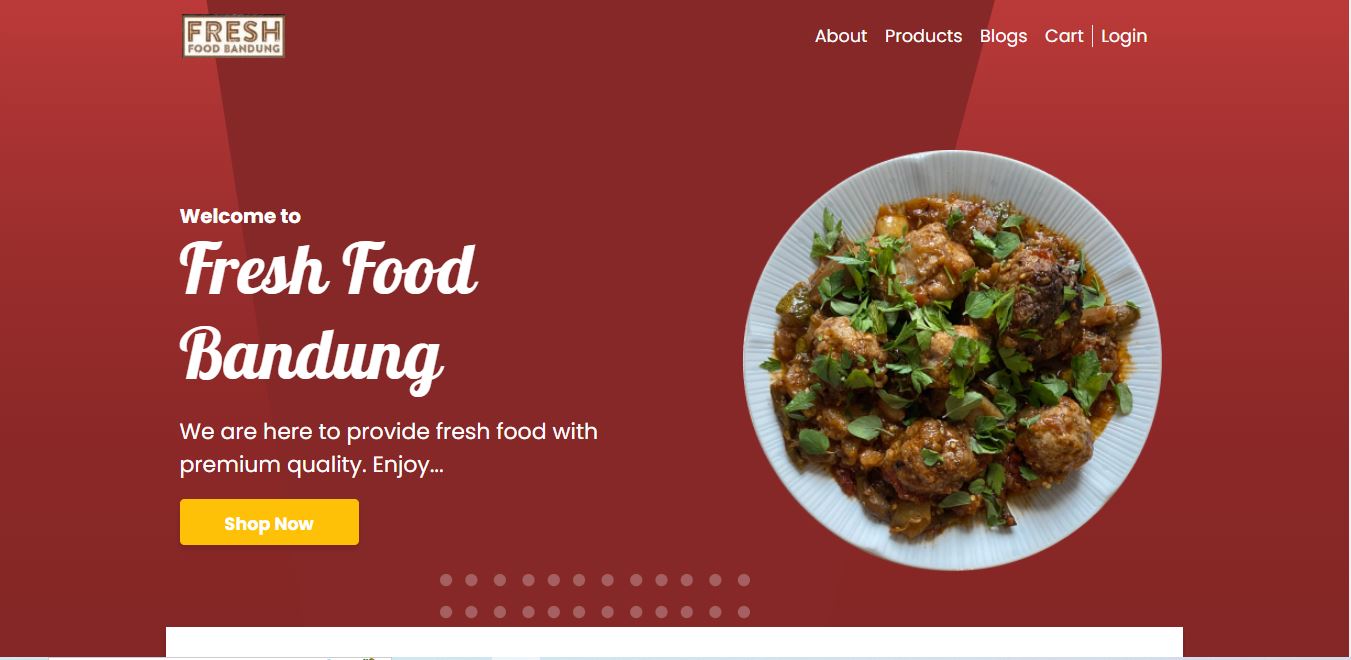 FRESH
FOOD BANDUNG
About Products Blogs Cart Login
Welcome to
Fresh Food
Bandung
We are here to provide fresh food with
premium quality. Enjoy...
Shop Now